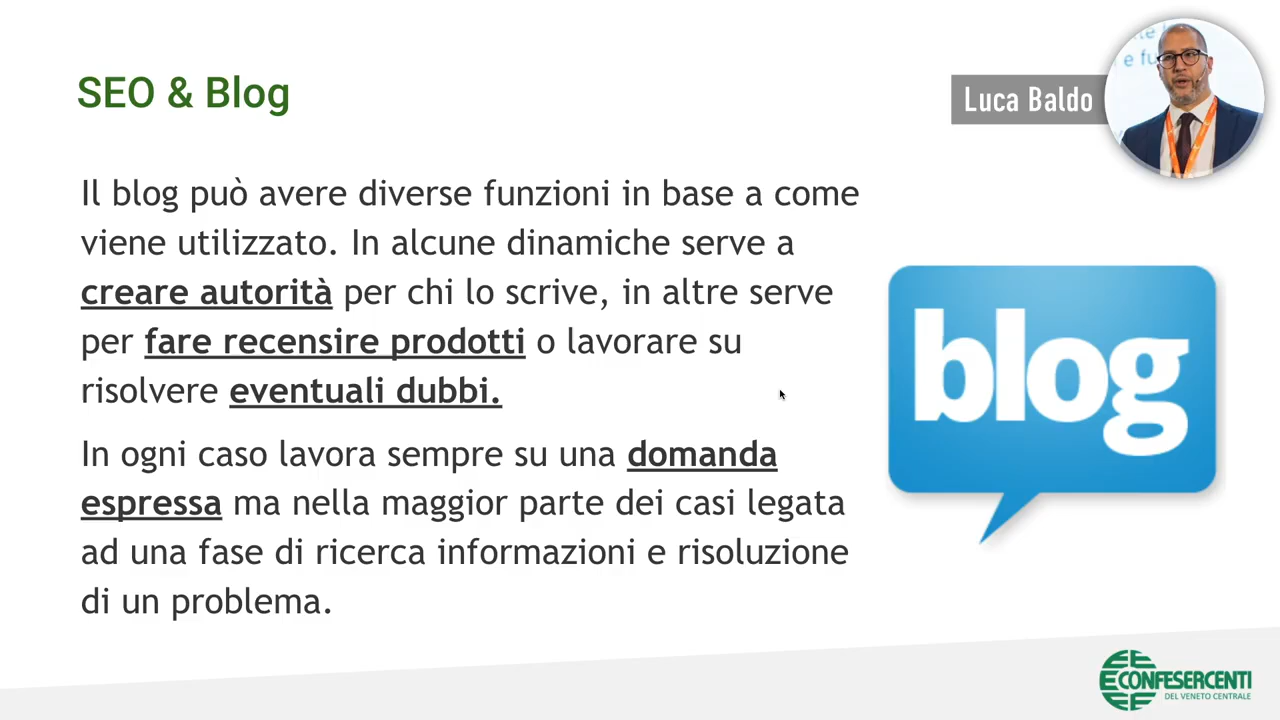 SEO & Blog
Luca Baldo
Il blog può avere diverse funzioni in base a come
viene utilizzato. In alcune dinamiche serve a
creare autorità per chi lo scrive, in altre serve
per fare recensire prodotti o lavorare su
risolvere eventuali dubbi.
In ogni caso lavora sempre su una domanda
espressa ma nella maggior parte dei casi legata
ad una fase di ricerca informazioni e risoluzione
di un problema.
blog
CONFESERCENTI
DEL VENETO CENTRALE